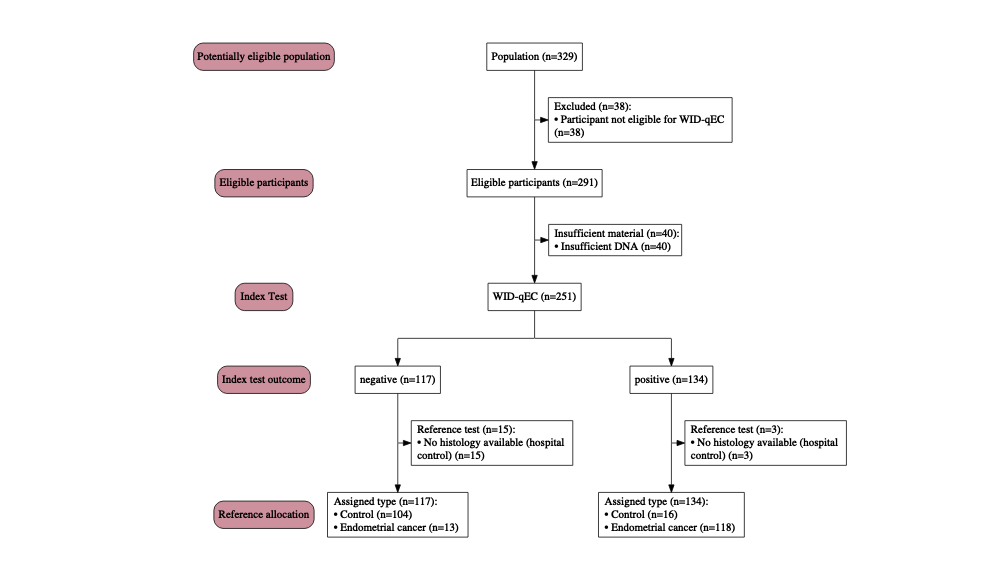 Potentially eligible population
Population (n=329)
Excluded (n=38):
• Participant not eligible for WID-qEC
(n=38)
Eligible participants
Eligible participants (n=291)
Insufficient material (n=40):
• Insufficient DNA (n=40)
Index Test
WID-qEC (n=251)
Index test outcome
negative (n=117)
positive (n=134)
Reference test (n=15):
• No histology available (hospital
control) (n=15)
Reference test (n=3):
• No histology available (hospital
control) (n=3)
Reference allocation
Assigned type (n=117):
• Control (n=104)
• Endometrial cancer (n=13)
Assigned type (n=134):
• Control (n=16)
• Endometrial cancer (n=118)